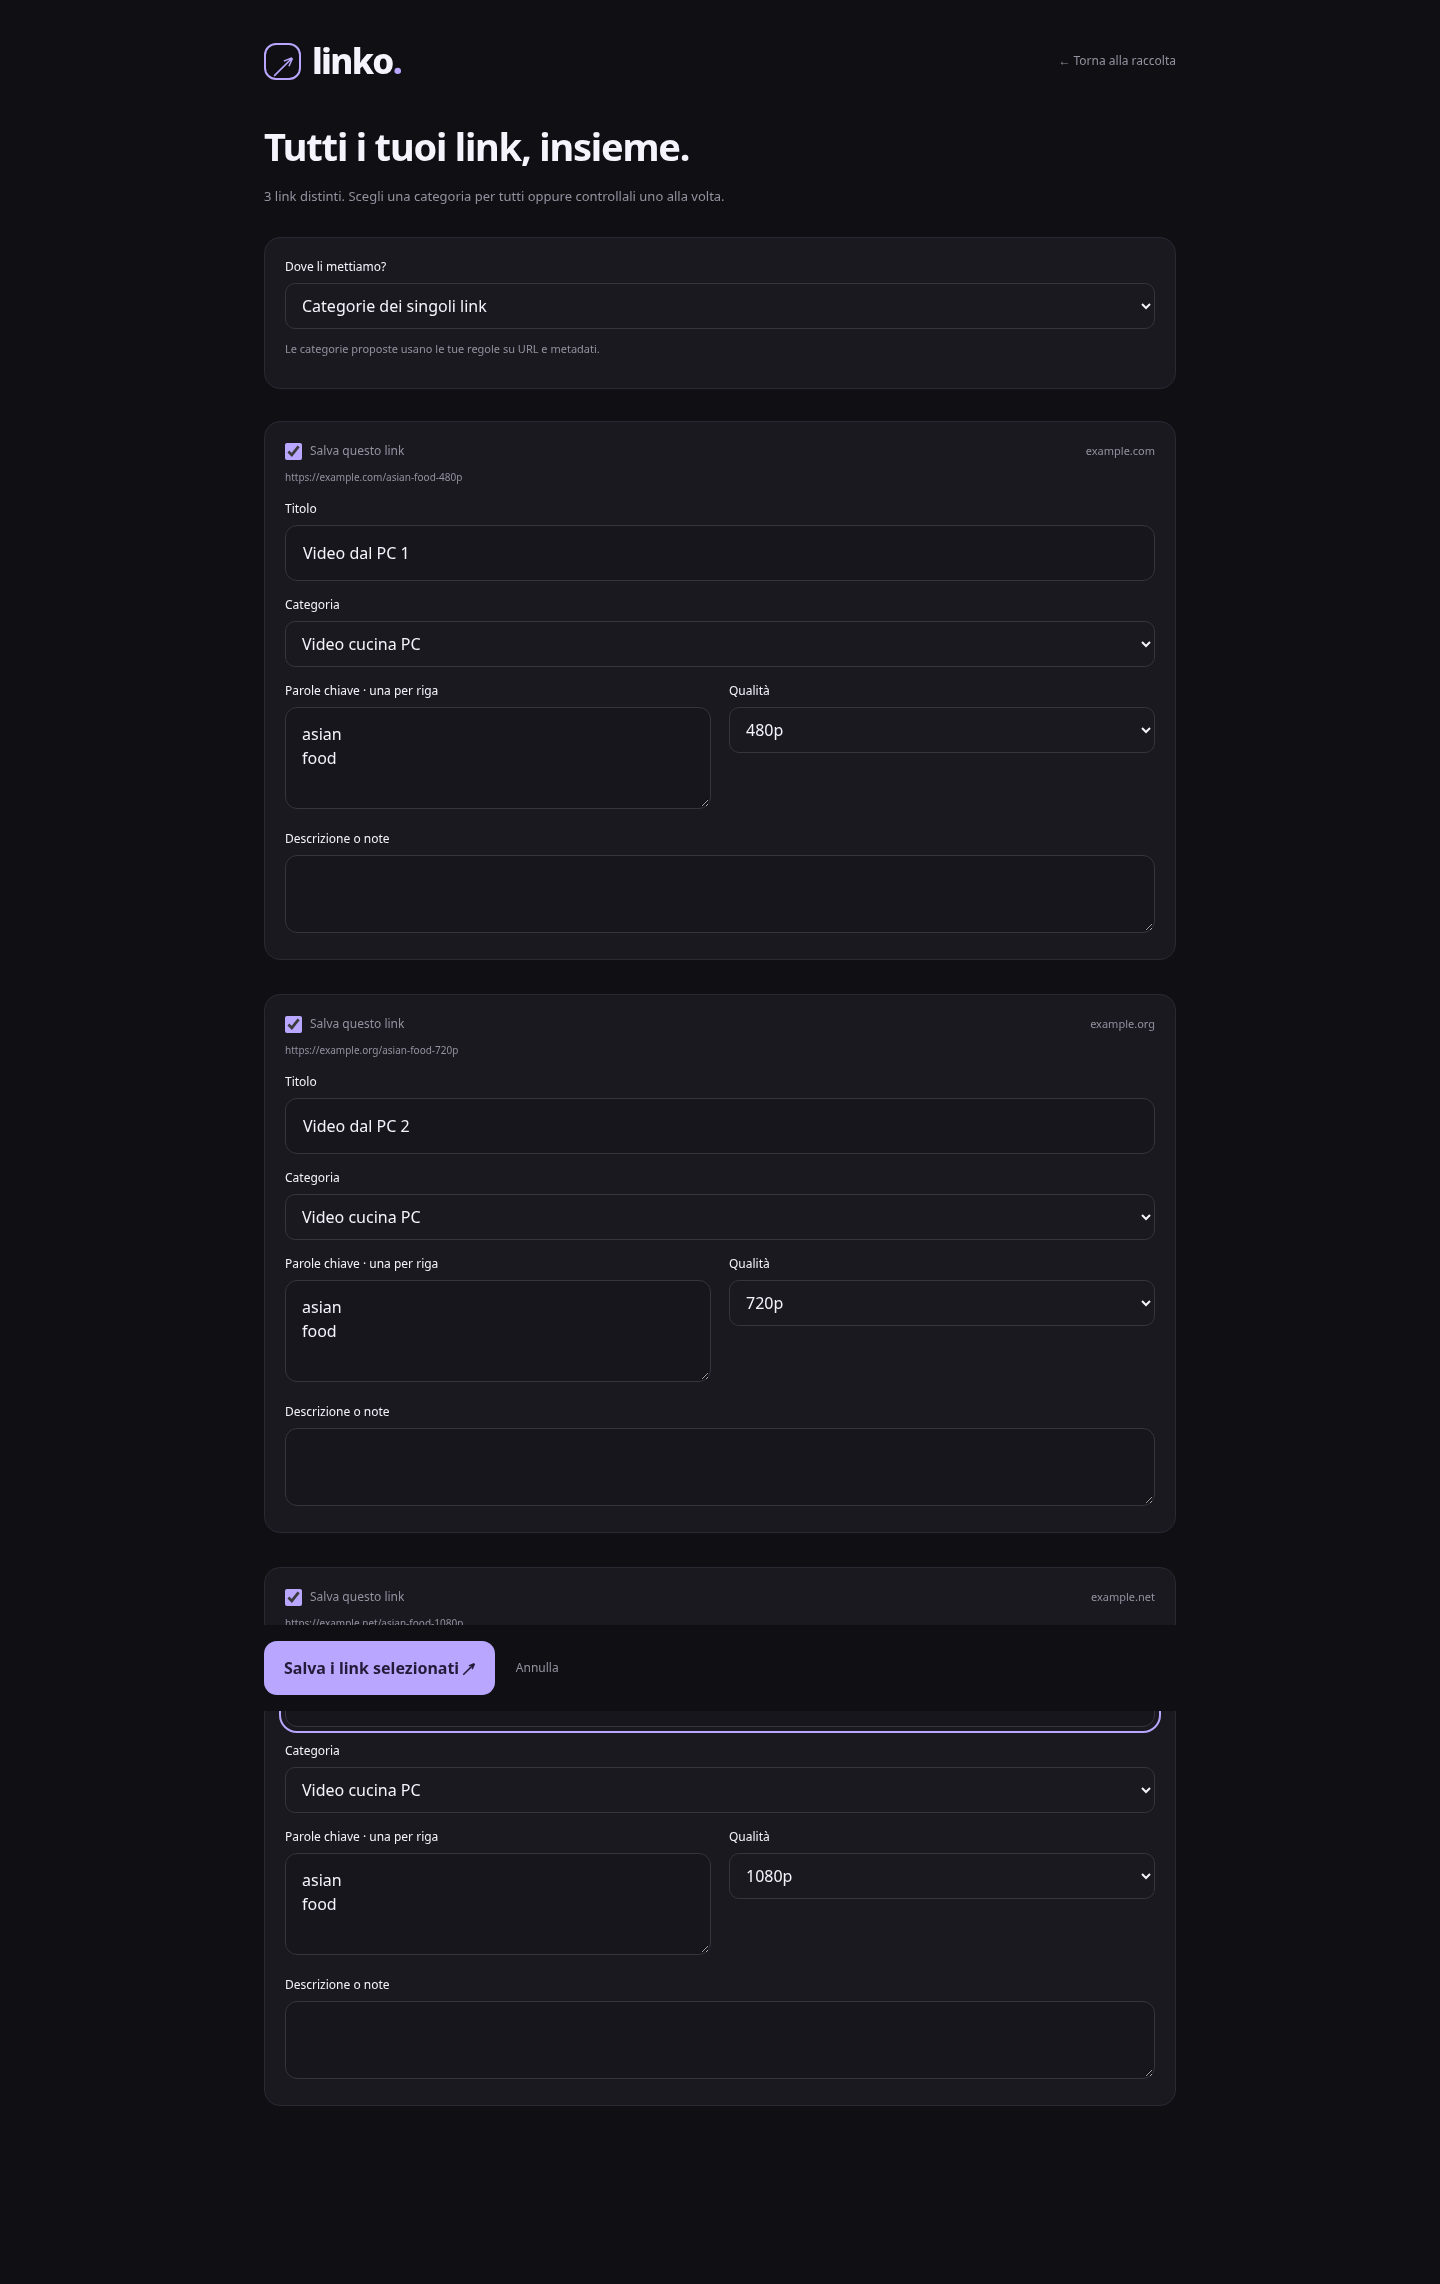 linko.
← Torna alla raccolta
Tutti i tuoi link, insieme.
3 link distinti. Scegli una categoria per tutti oppure controllali uno alla volta.
Dove li mettiamo?
Categorie dei singoli link
Le categorie proposte usano le tue regole su URL e metadati.
Salva questo link
example.com
https://example.com/asian-food-480p
Titolo
Video dal PC 1
Categoria
Video cucina PC
Parole chiave · una per riga
Qualità
asian
food
480p
Descrizione o note
Salva questo link
example.org
https://example.org/asian-food-720p
Titolo
Video dal PC 2
Categoria
Video cucina PC
Parole chiave · una per riga
Qualità
asian
food
720p
Descrizione o note
Salva questo link
example.net
https://example.net/asian-food-1080p
Salva i link selezionati ↗
Annulla
Categoria
Video cucina PC
Parole chiave · una per riga
Qualità
asian
food
1080p
Descrizione o note